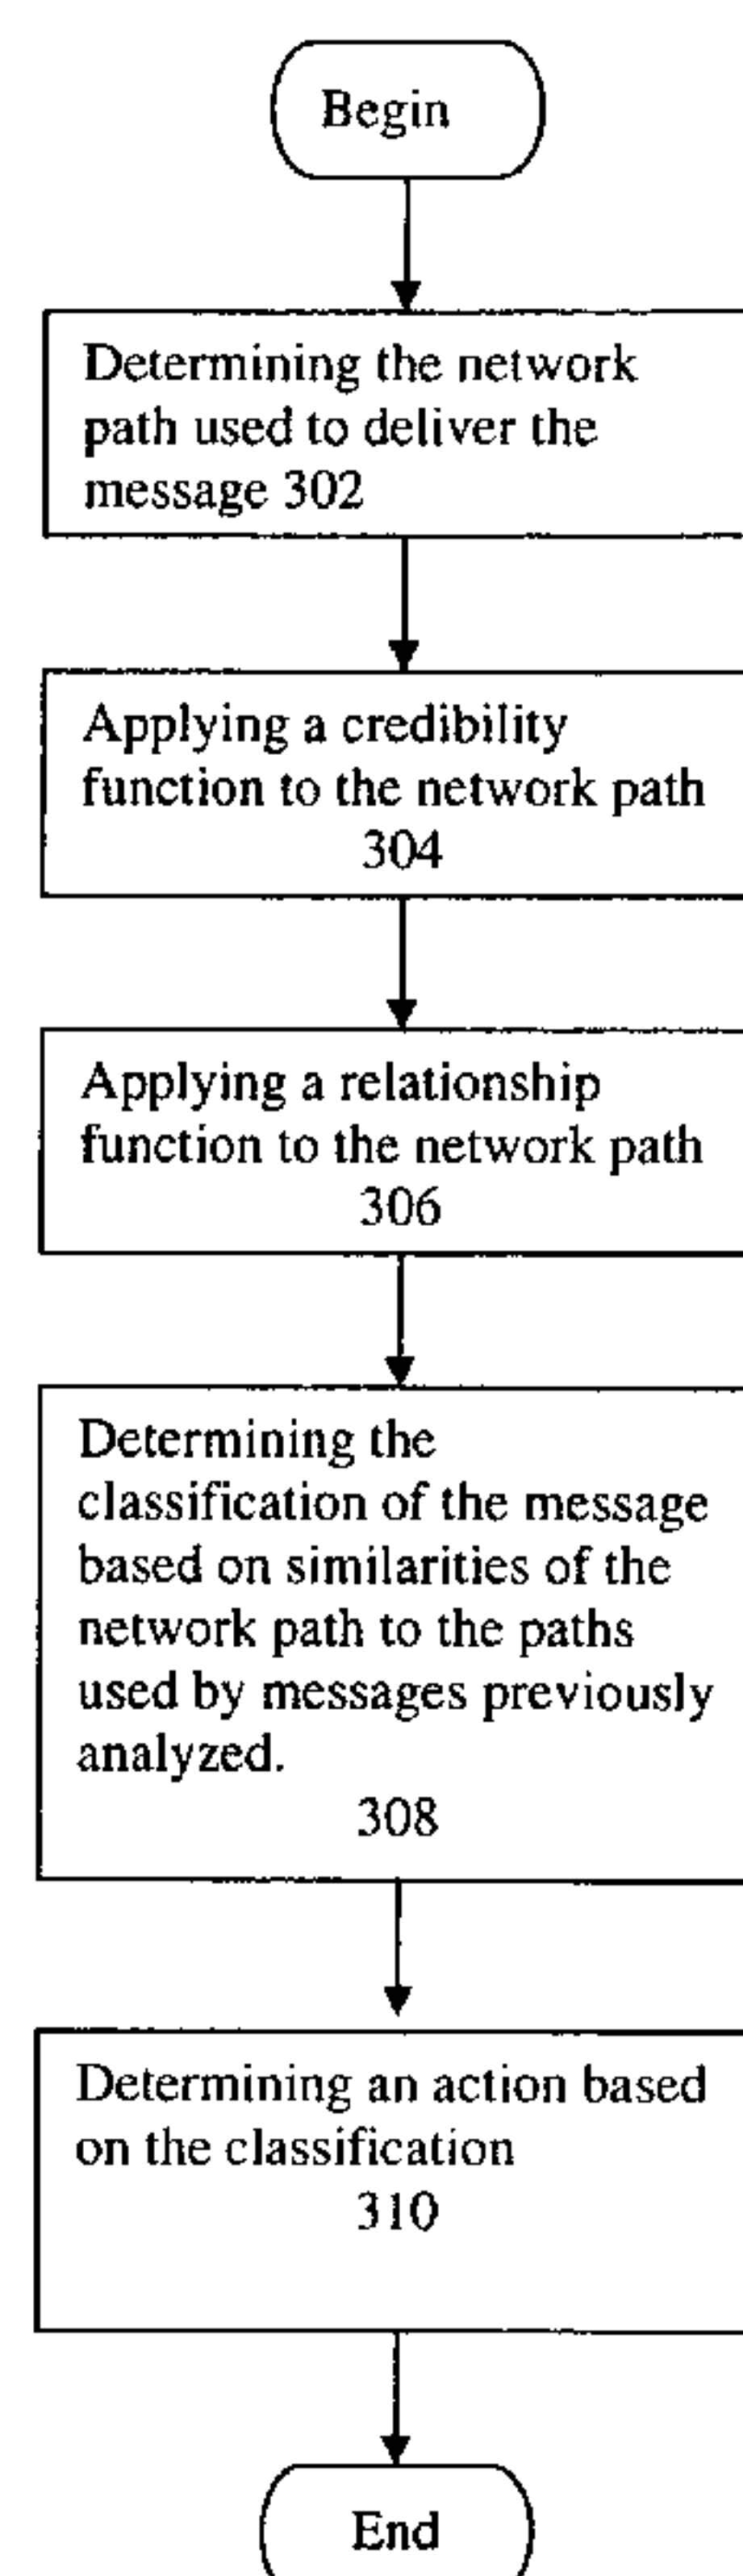 Begin
Determining the network
path used to deliver the
message 302
Applying a credibility
function to the network path
304
Applying a relationship
function to the network path
306
Determining the
classification of the message
based on similarities of the
network path to the paths
used by messages previously
analyzed.
308
Determining an action based
on the classification
310
End